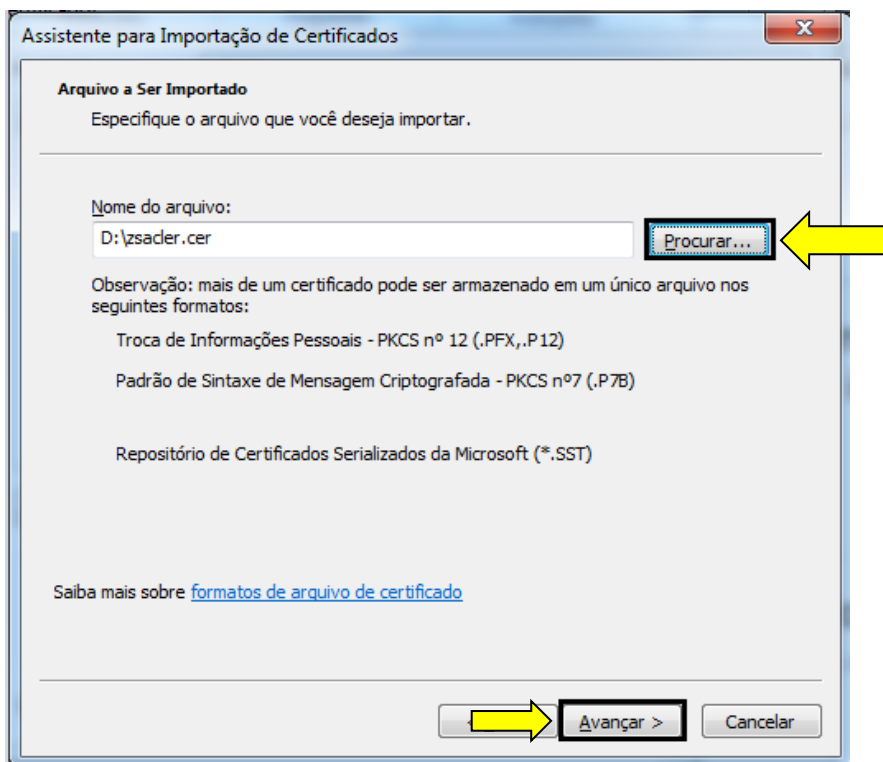 Assistente para Importação de Certificados
Arquivo a Ser Importado
Especifique o arquivo que você deseja importar.
Nome do arquivo:
D:\zsacler.cer
Procurar...
Observação: mais de um certificado pode ser armazenado em um único arquivo nos
seguintes formatos:
Troca de Informações Pessoais - PKCS nº 12 (.PFX,.P12)
Padrão de Sintaxe de Mensagem Criptografada - PKCS nº7 (.P7B)
Repositório de Certificados Serializados da Microsoft (*.SST)
Saiba mais sobre formatos de arquivo de certificado
Avançar > Cancelar